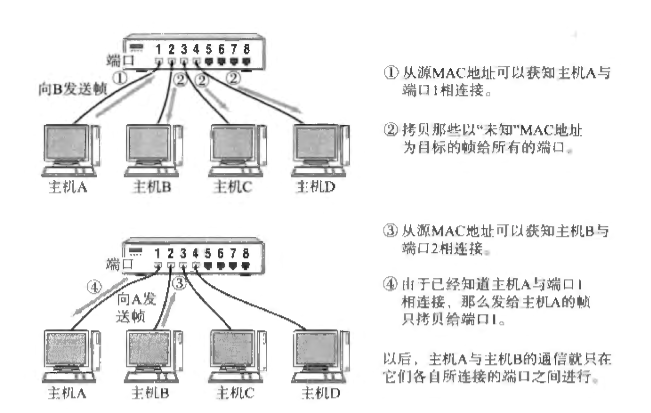 1 2 3 4 5 6 7 8
端口
①
②
②
②
向B发送帧
主机A
主机B
主机C
主机D
①从源MAC地址可以获知主机A与
端口1相连接。
②拷贝那些以“未知”MAC地址
为目标的帧给所有的端口。
1 2 3 4 5 6 7 8
端口
④
③
向A发
送帧
主机A
主机B
主机C
主机D
③从源MAC地址可以获知主机B与
端口2相连接。
④由于已经知道主机A与端口1
相连接，那么发给主机A的帧
只拷贝给端口1。
以后，主机A与主机B的通信就只在
它们各自所连接的端口之间进行。